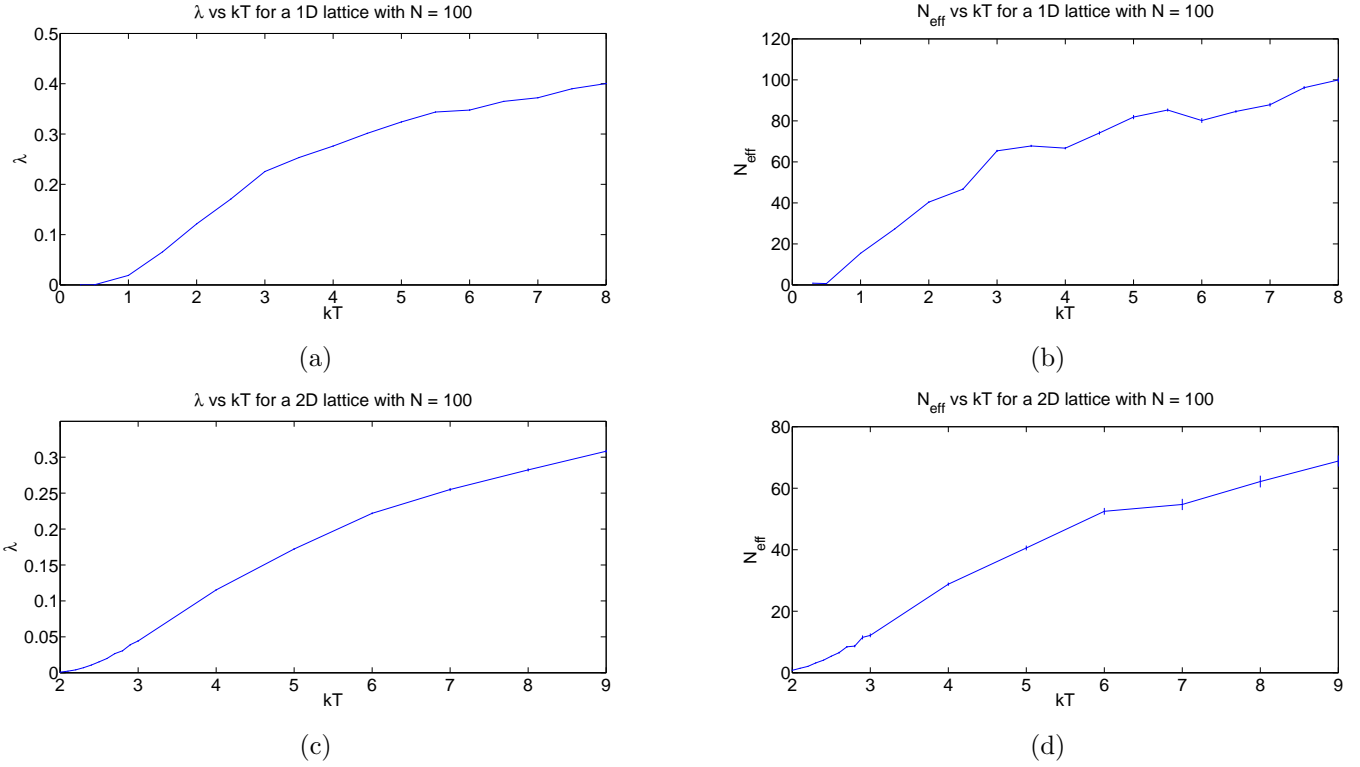 λ vs kT for a 1D lattice with N = 100
0.5
0.4
0.3
0.2
0.1
0
λ
0 1 2 3 4 5 6 7 8
kT
(a)
N_eff vs kT for a 1D lattice with N = 100
120
100
80
60
40
20
0
N_eff
0 1 2 3 4 5 6 7 8
kT
(b)
λ vs kT for a 2D lattice with N = 100
0.3
0.25
0.2
0.15
0.1
0.05
0
λ
2 3 4 5 6 7 8 9
kT
(c)
N_eff vs kT for a 2D lattice with N = 100
80
60
40
20
0
N_eff
2 3 4 5 6 7 8 9
kT
(d)